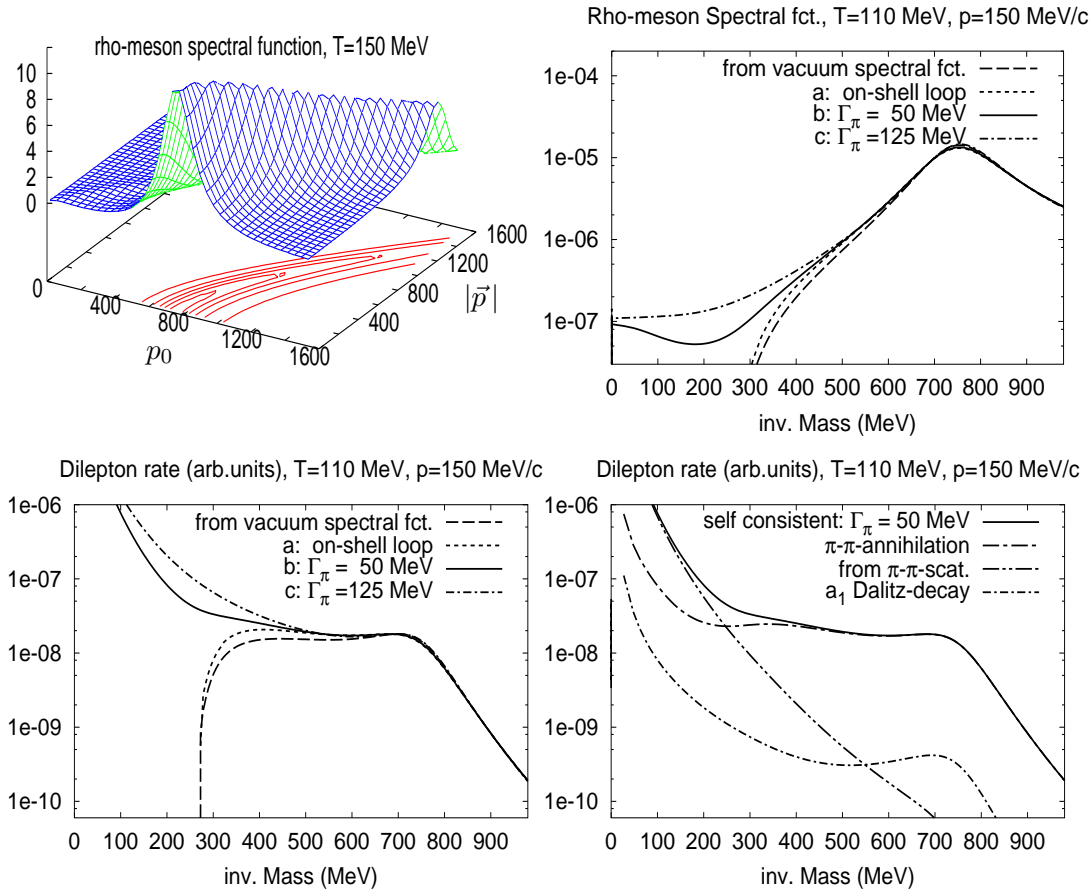 rho-meson spectral function, T=150 MeV
10
8
6
4
2
0
0
400
800
1200
1600
p₀
400
800
1200
1600
|p⃗|
Rho-meson Spectral fct., T=110 MeV, p=150 MeV/c
from vacuum spectral fct.
a: on-shell loop
b: Γπ = 50 MeV
c: Γπ =125 MeV
1e-04
1e-05
1e-06
1e-07
0 100 200 300 400 500 600 700 800 900
inv. Mass (MeV)
Dilepton rate (arb.units), T=110 MeV, p=150 MeV/c
from vacuum spectral fct.
a: on-shell loop
b: Γπ = 50 MeV
c: Γπ =125 MeV
1e-06
1e-07
1e-08
1e-09
1e-10
0 100 200 300 400 500 600 700 800 900
inv. Mass (MeV)
Dilepton rate (arb.units), T=110 MeV, p=150 MeV/c
self consistent: Γπ = 50 MeV
π-π-annihilation
from π-π-scat.
a₁ Dalitz-decay
1e-06
1e-07
1e-08
1e-09
1e-10
0 100 200 300 400 500 600 700 800 900
inv. Mass (MeV)